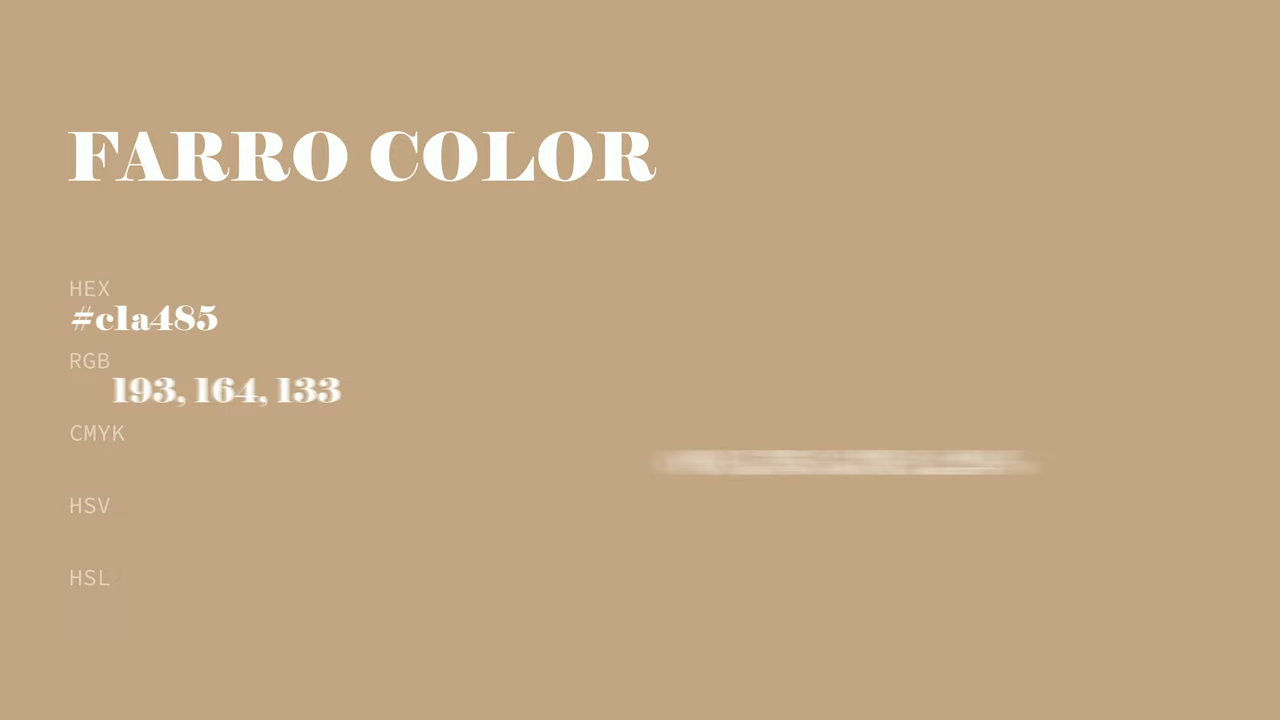 FARRO COLOR
HEX
#c1a485
RGB
193, 164, 133
CMYK
HSV
HSL